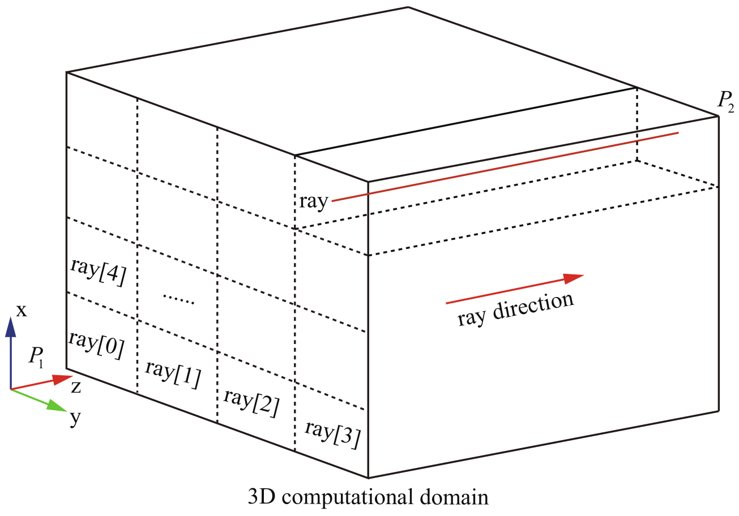 P2
ray
ray[4]
......
ray direction
x
ray[0]
P1
ray[1]
z
ray[2]
y
ray[3]
3D computational domain